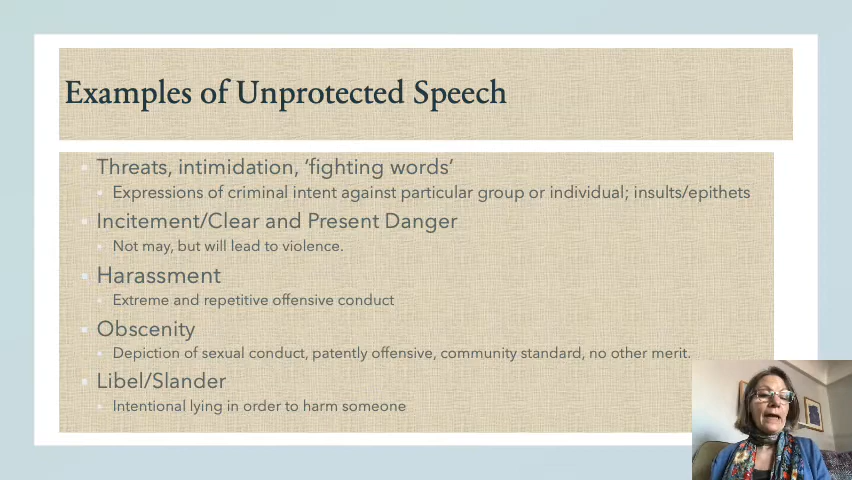 Examples of Unprotected Speech
Threats, intimidation, ‘fighting words’
Expressions of criminal intent against particular group or individual; insults/epithets
Incitement/Clear and Present Danger
Not may, but will lead to violence.
Harassment
Extreme and repetitive offensive conduct
Obscenity
Depiction of sexual conduct, patently offensive, community standard, no other merit.
Libel/Slander
Intentional lying in order to harm someone